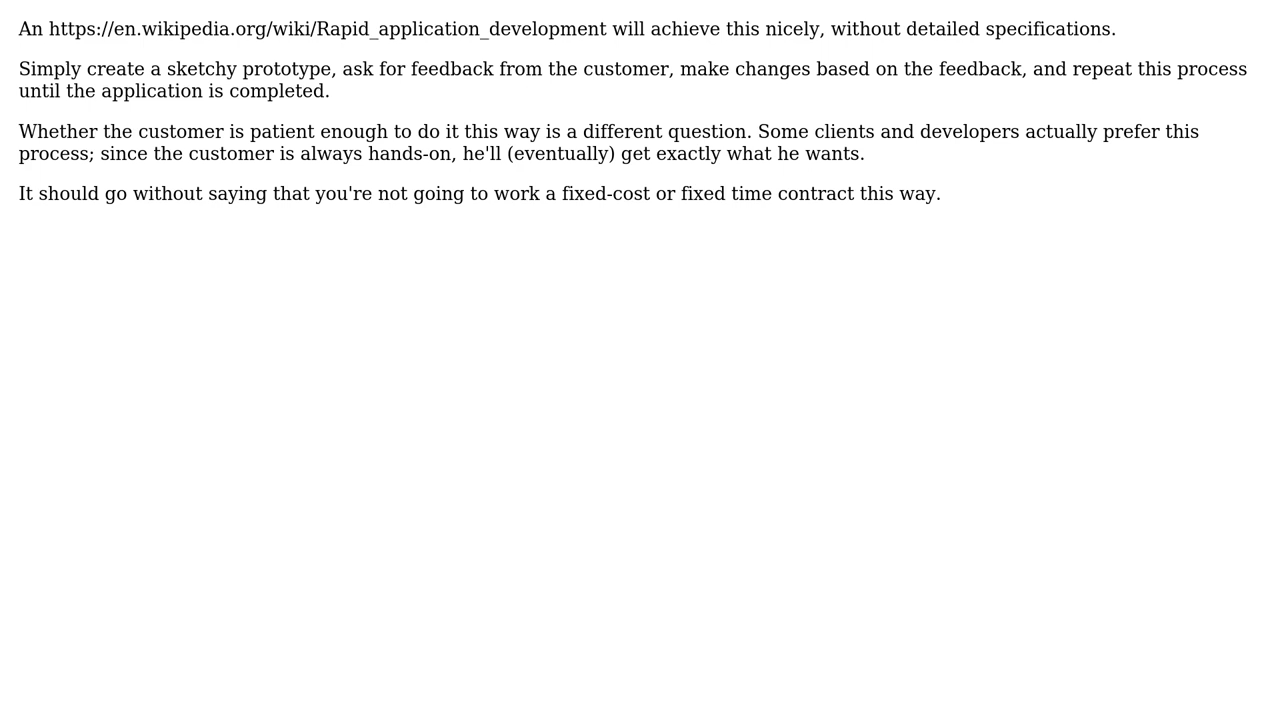 An https://en.wikipedia.org/wiki/Rapid_application_development will achieve this nicely, without detailed specifications.
Simply create a sketchy prototype, ask for feedback from the customer, make changes based on the feedback, and repeat this process
until the application is completed.
Whether the customer is patient enough to do it this way is a different question. Some clients and developers actually prefer this
process; since the customer is always hands-on, he'll (eventually) get exactly what he wants.
It should go without saying that you're not going to work a fixed-cost or fixed time contract this way.